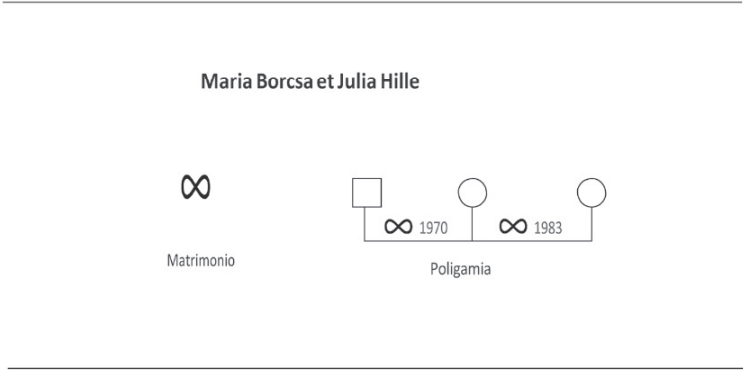 Maria Borcsa et Julia Hille
∞
∞ 1970 ∞ 1983
Matrimonio
Poligamia